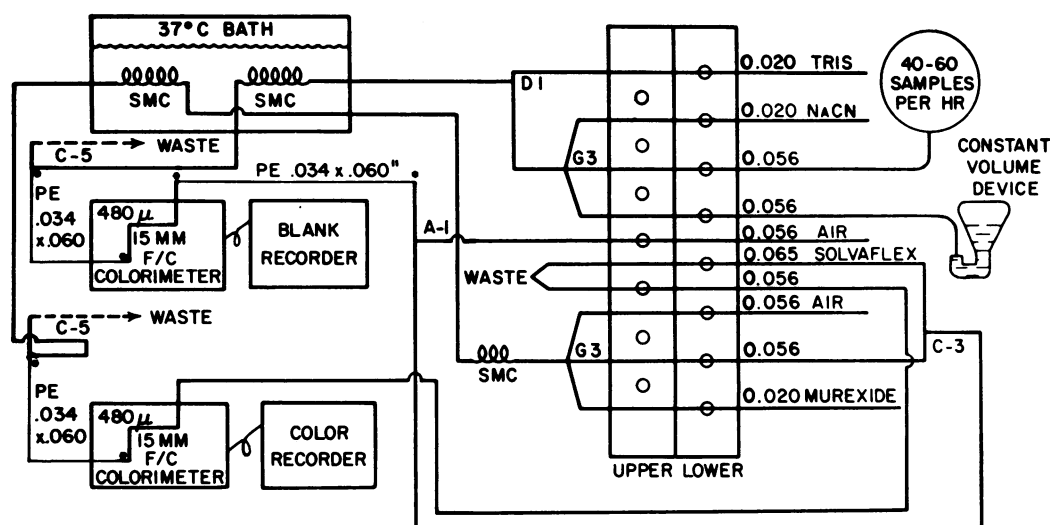 37°C BATH
SMC
SMC
WASTE
C-5
PE
.034
x.060
PE .034 x .060"
480 μ
15 MM
F/C
COLORIMETER
BLANK
RECORDER
A-1
D1
G3
0.020 TRIS
0.020 NaCN
0.056
0.056
0.056 AIR
0.065 SOLVAFLEX
0.056
0.056 AIR
0.056
0.020 MUREXIDE
40-60
SAMPLES
PER HR
CONSTANT
VOLUME
DEVICE
WASTE
G3
SMC
C-3
UPPER LOWER
WASTE
C-5
PE
.034
x.060
480 μ
15 MM
F/C
COLORIMETER
COLOR
RECORDER